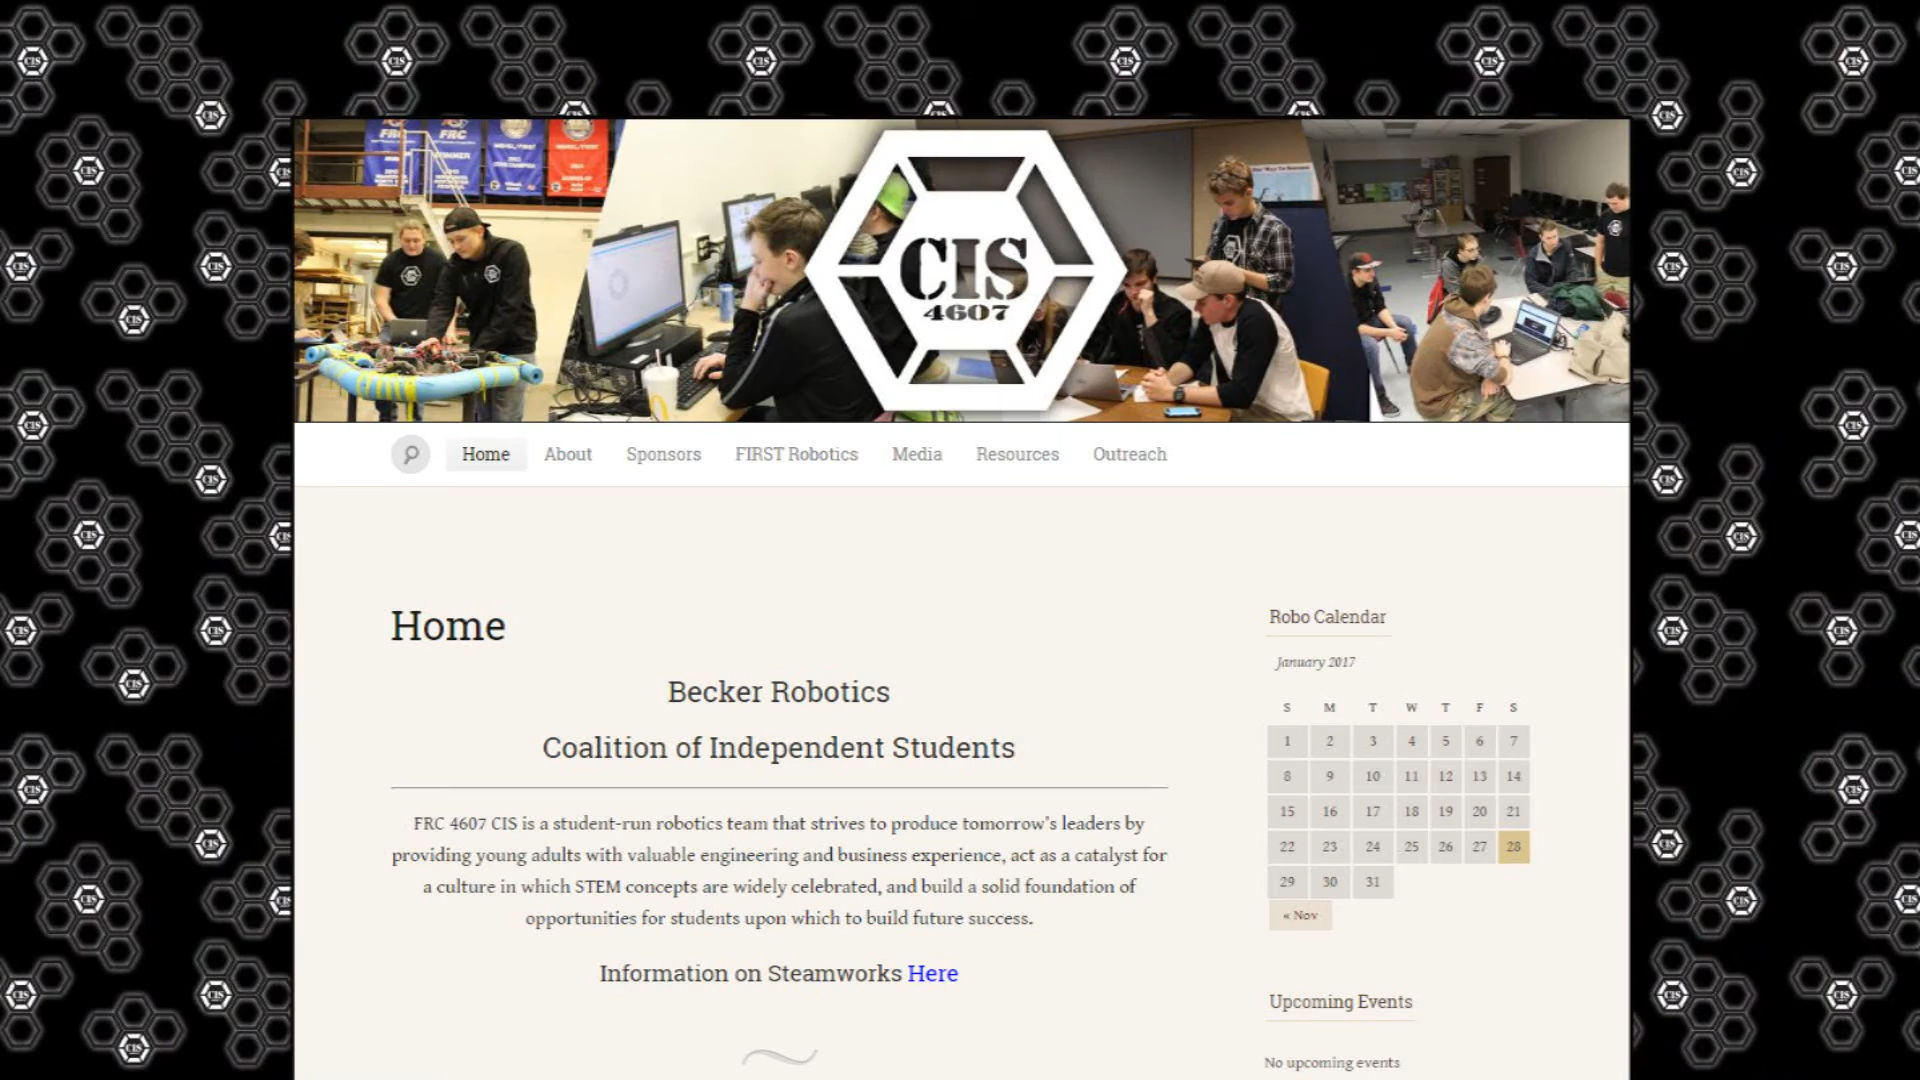 FRC
FRC
CIS
4607
Home
About
Sponsors
FIRST Robotics
Media
Resources
Outreach
Home
Becker Robotics
Coalition of Independent Students
FRC 4607 CIS is a student-run robotics team that strives to produce tomorrow's leaders by
providing young adults with valuable engineering and business experience, act as a catalyst for
a culture in which STEM concepts are widely celebrated, and build a solid foundation of
opportunities for students upon which to build future success.
Information on Steamworks Here
Robo Calendar
January 2017
S M T W T F S
1 2 3 4 5 6 7
8 9 10 11 12 13 14
15 16 17 18 19 20 21
22 23 24 25 26 27 28
29 30 31
« Nov
Upcoming Events
No upcoming events